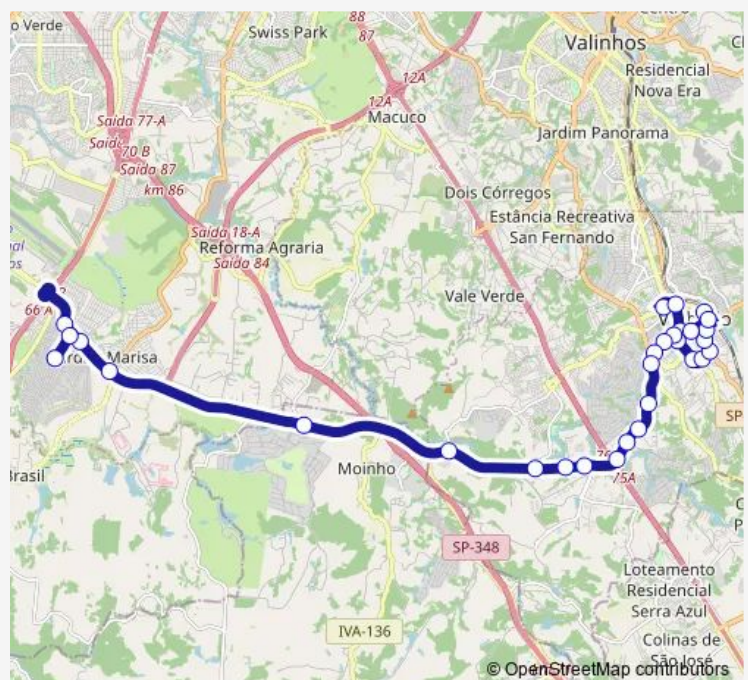 88
87
o Verde
Swiss Park
Valinhos
Residencial
Nova Era
12A
12A
Macuco
Saída 77-A
70 B
Saída 87
km 86
Jardim Panorama
Dois Córregos
Estância Recreativa
San Fernando
Saída 18-A
Reforma Agraria
Saída 84
Vale Verde
66 A
Marisa
SP
Brasil
Moinho
75A
SP-348
Loteamento
Residencial
Serra Azul
IVA-136
Colinas de
São José
© OpenStreetMap contributors